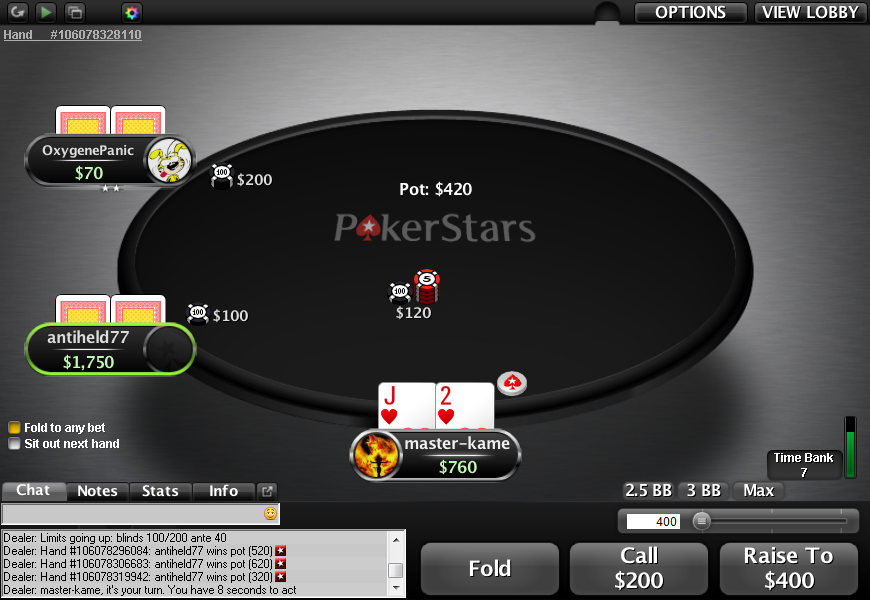 OPTIONS
VIEW LOBBY
Hand #106078328110
OxygenePanic
$70
100
$200
Pot: $420
PokerStars
100
5
$120
100
$100
antiheld77
$1,750
J
2
Fold to any bet
Sit out next hand
master-kame
$760
Time Bank
7
Chat
Notes
Stats
Info
2.5 BB
3 BB
Max
400
Dealer: Limits going up: blinds 100/200 ante 40
Dealer: Hand #106078296084: antiheld77 wins pot (520)
Dealer: Hand #106078306683: antiheld77 wins pot (620)
Dealer: Hand #106078319942: antiheld77 wins pot (320)
Dealer: master-kame, it's your turn. You have 8 seconds to act
Fold
Call
$200
Raise To
$400